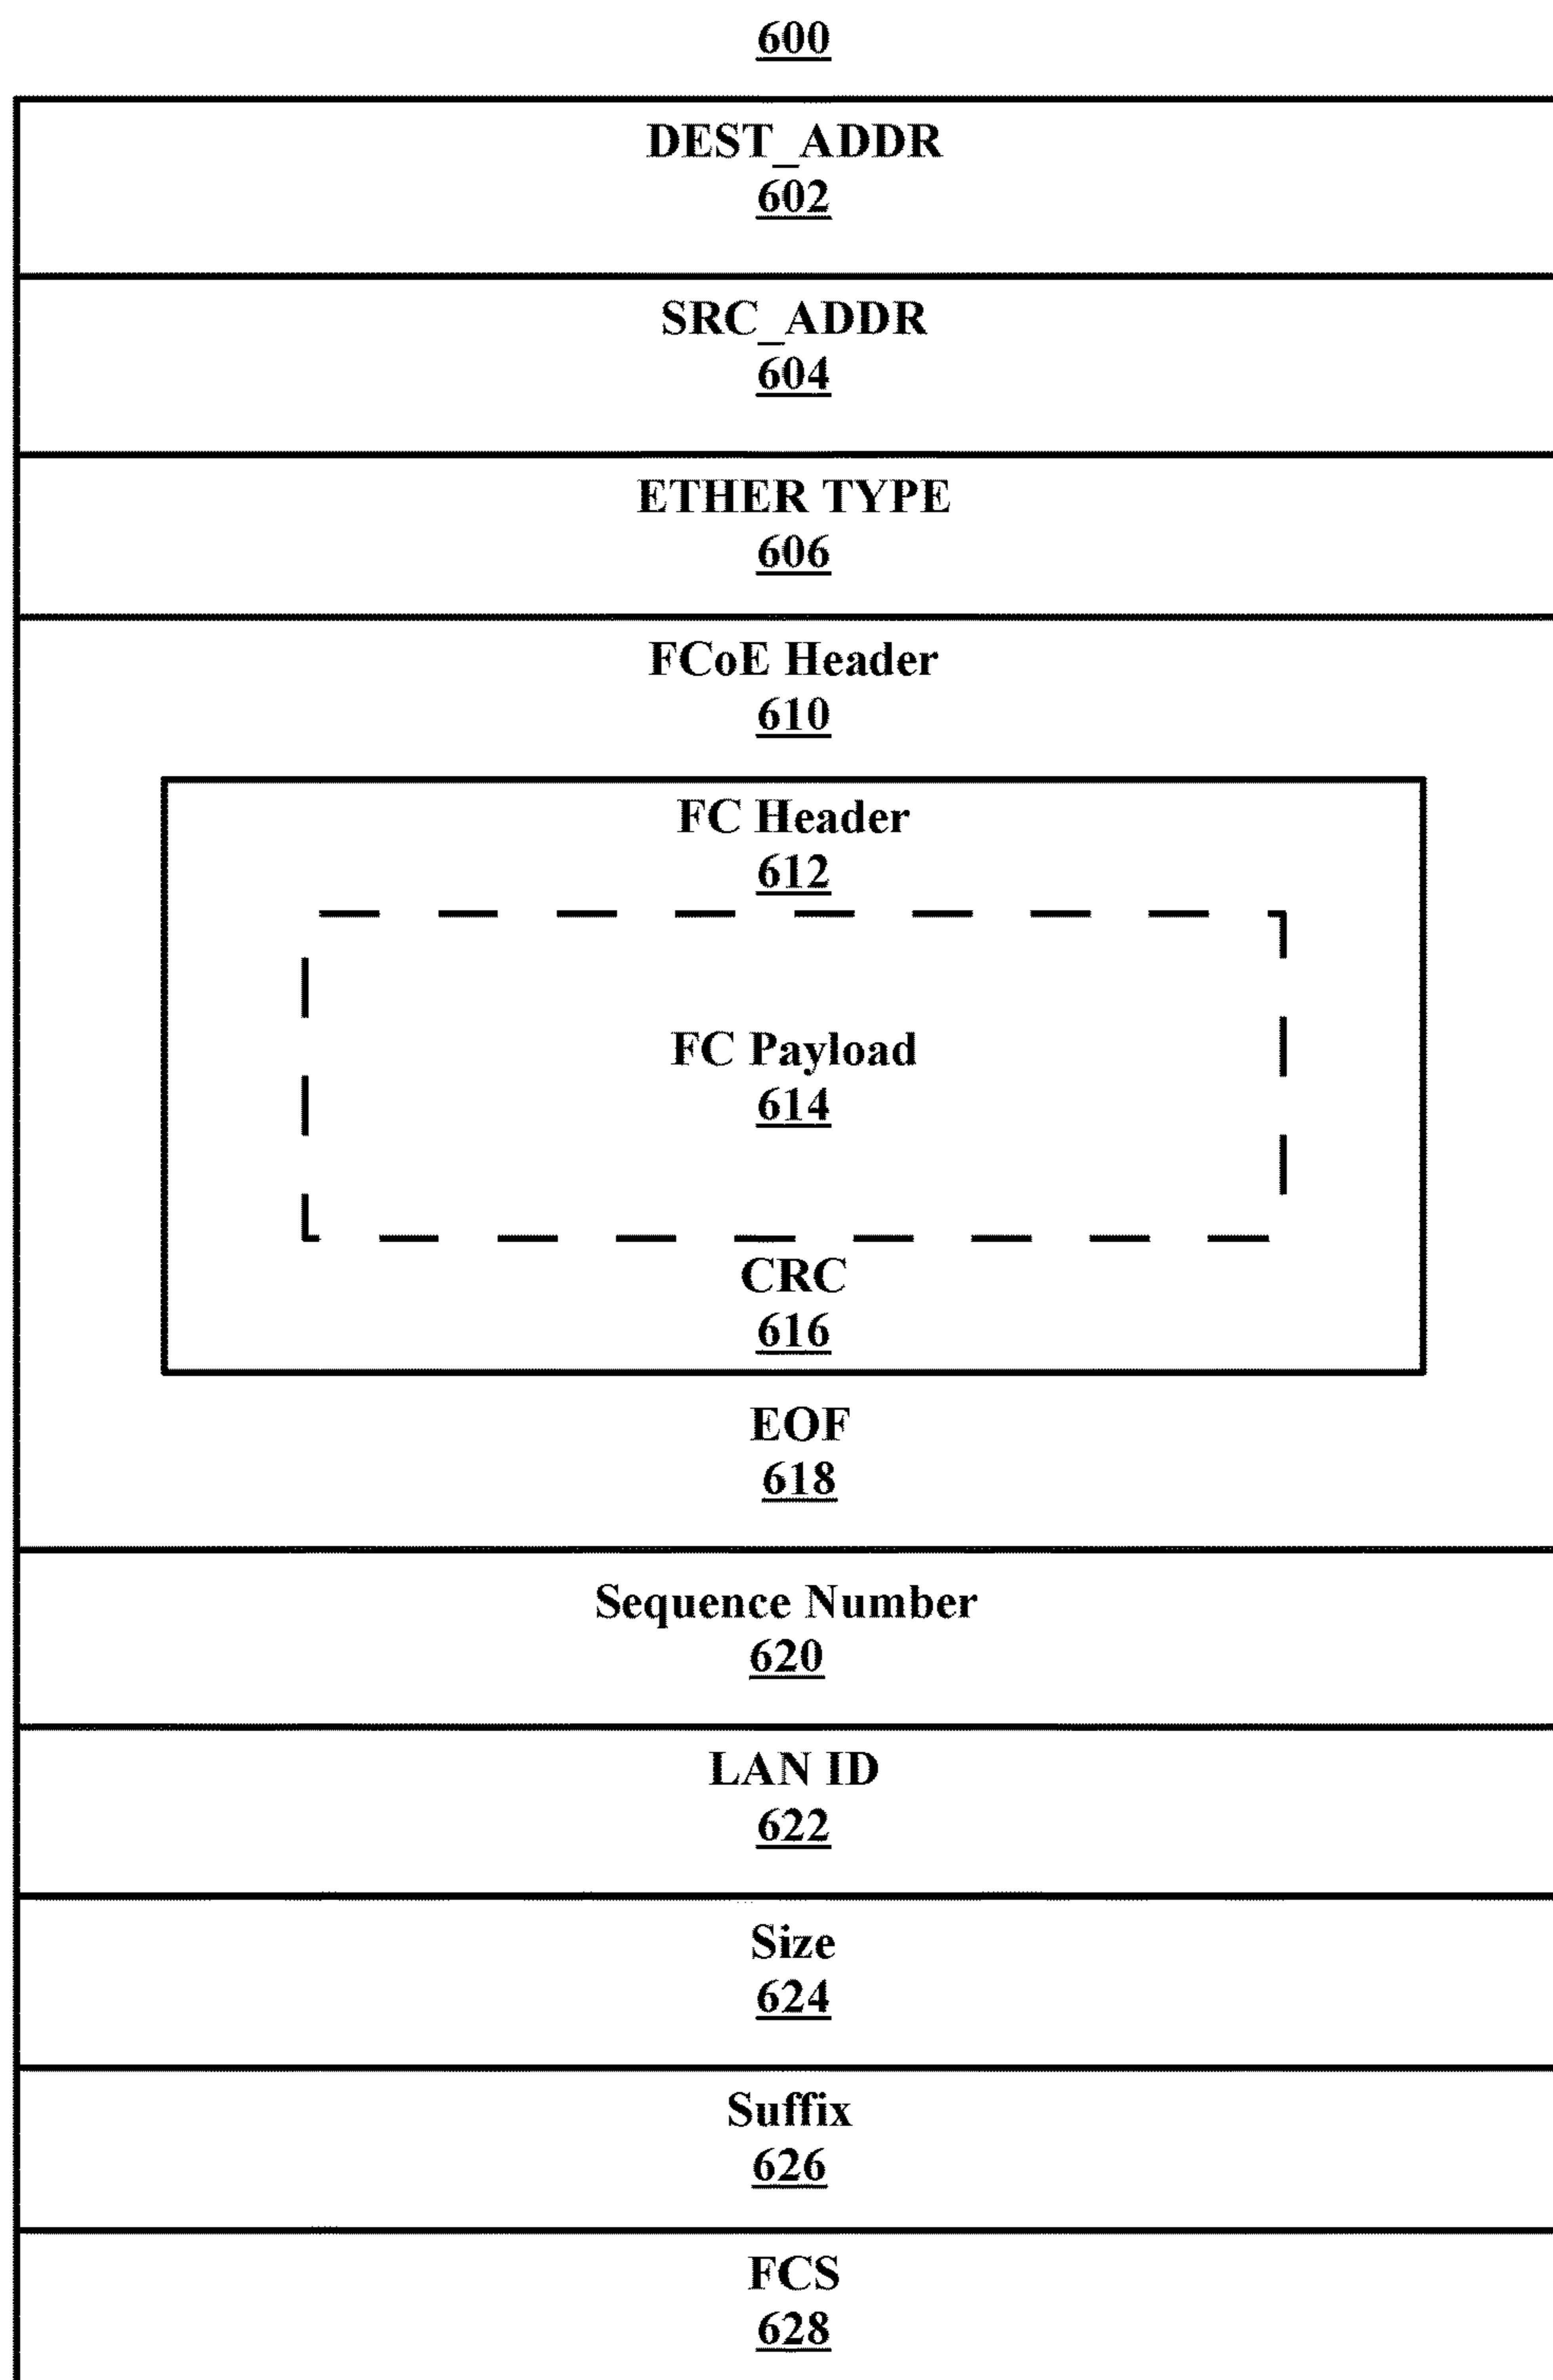 600
DEST_ADDR
602
SRC_ADDR
604
ETHER TYPE
606
FCoE Header
610
FC Header
612
FC Payload
614
CRC
616
EOF
618
Sequence Number
620
LAN ID
622
Size
624
Suffix
626
FCS
628